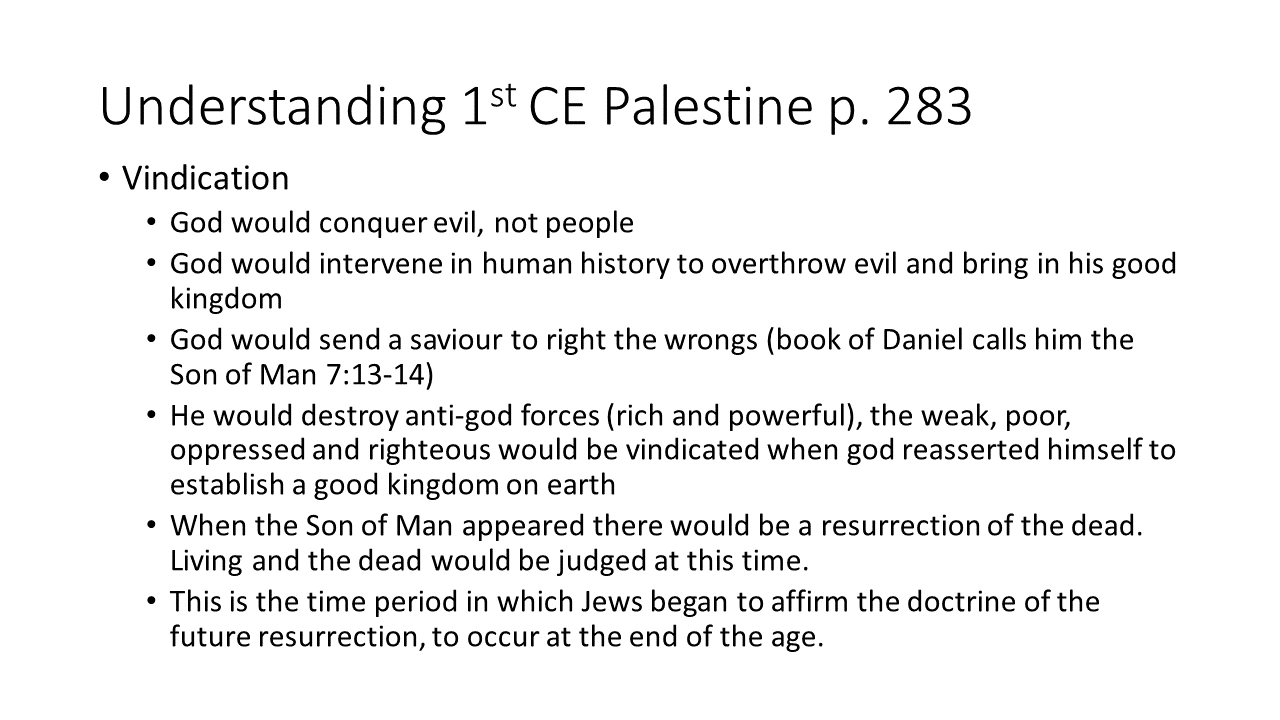 Understanding 1st CE Palestine p. 283
• Vindication
• God would conquer evil, not people
• God would intervene in human history to overthrow evil and bring in his good
kingdom
• God would send a saviour to right the wrongs (book of Daniel calls him the
Son of Man 7:13-14)
• He would destroy anti-god forces (rich and powerful), the weak, poor,
oppressed and righteous would be vindicated when god reasserted himself to
establish a good kingdom on earth
• When the Son of Man appeared there would be a resurrection of the dead.
Living and the dead would be judged at this time.
• This is the time period in which Jews began to affirm the doctrine of the
future resurrection, to occur at the end of the age.